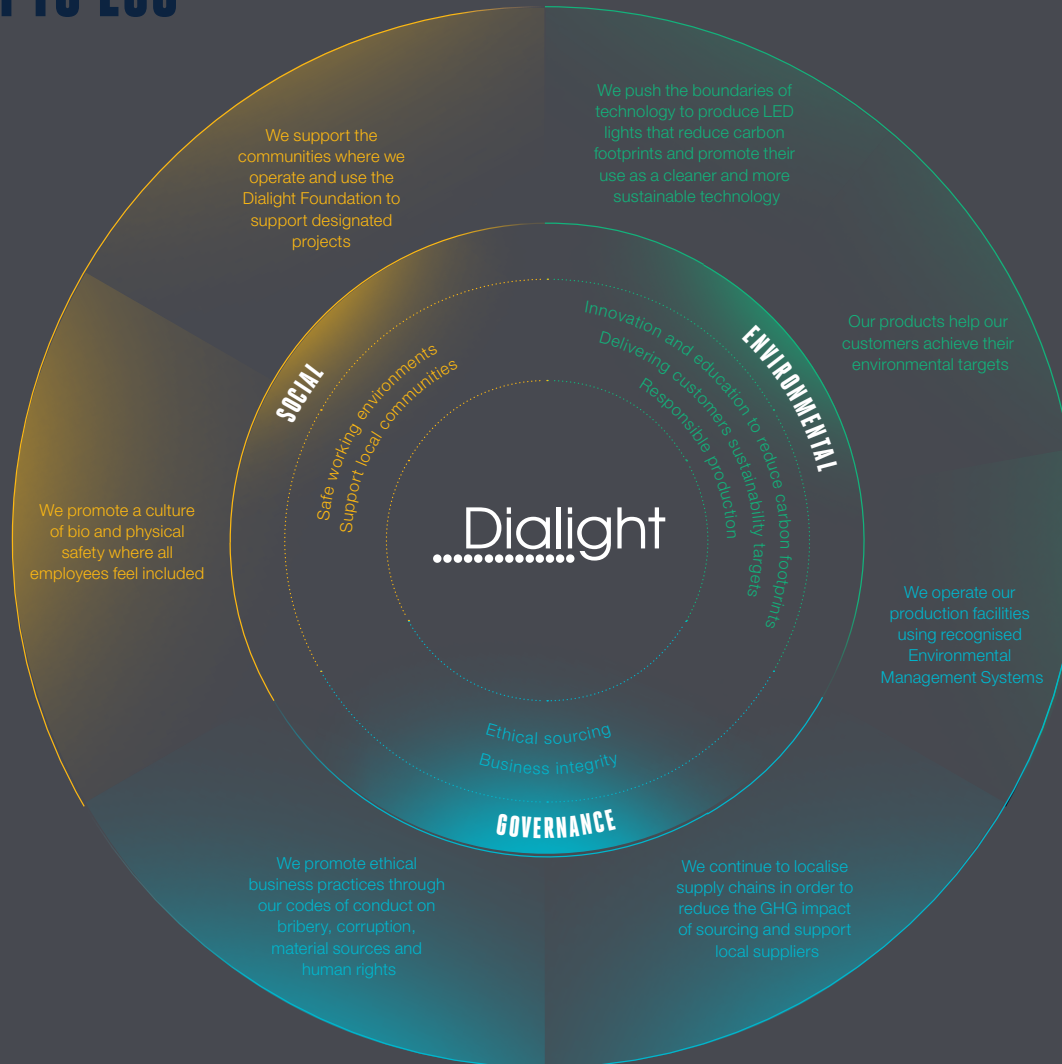 TO ESG
We push the boundaries of
technology to produce LED
lights that reduce carbon
footprints and promote their
use as a cleaner and more
sustainable technology
We support the
communities where we
operate and use the
Dialight Foundation to
support designated
projects
Our products help our
customers achieve their
environmental targets
SOCIAL
Safe working environments
Support local communities
ENVIRONMENTAL
Innovation and education to reduce carbon footprints
Delivering customers sustainability targets
Responsible production
Dialight
We promote a culture
of bio and physical
safety where all
employees feel included
We operate our
production facilities
using recognised
Environmental
Management Systems
Ethical sourcing
Business integrity
GOVERNANCE
We promote ethical
business practices through
our codes of conduct on
bribery, corruption,
material sources and
human rights
We continue to localise
supply chains in order to
reduce the GHG impact
of sourcing and support
local suppliers